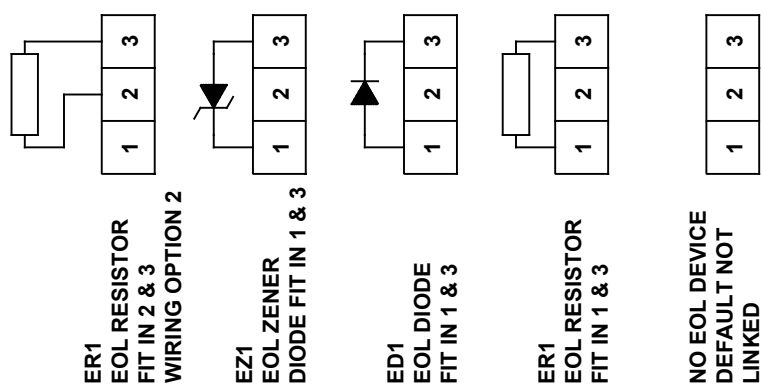 ER1
EOL RESISTOR
FIT IN 2 & 3
WIRING OPTION 2
1 2 3
EZ1
EOL ZENER
DIODE FIT IN 1 & 3
1 2 3
ED1
EOL DIODE
FIT IN 1 & 3
1 2 3
ER1
EOL RESISTOR
FIT IN 1 & 3
1 2 3
NO EOL DEVICE
DEFAULT NOT
LINKED
1 2 3